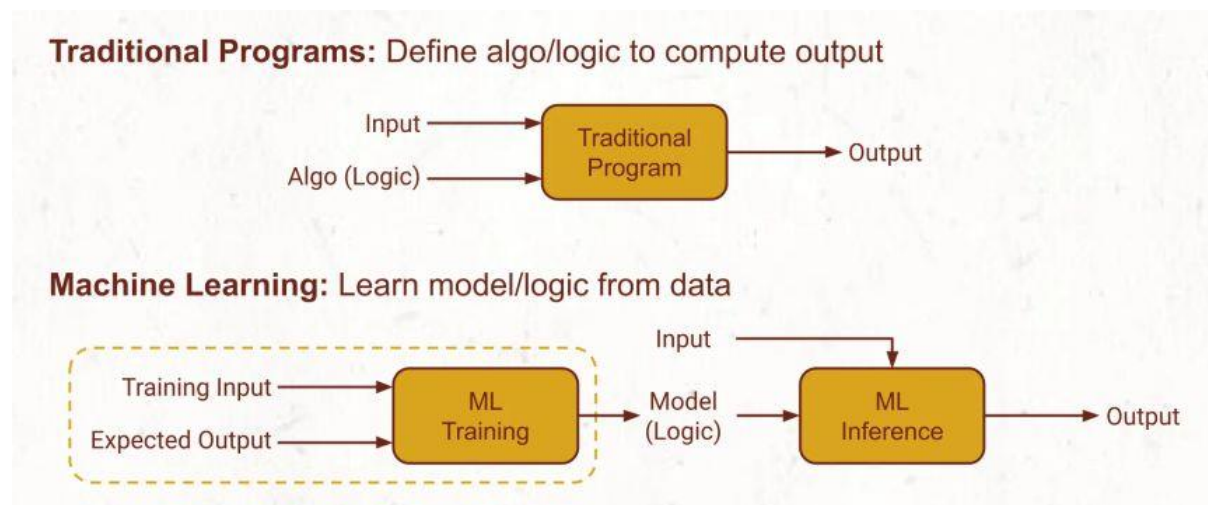 Traditional Programs: Define algo/logic to compute output
Input
Algo (Logic)
Traditional
Program
Output
Machine Learning: Learn model/logic from data
Training Input
Expected Output
ML
Training
Input
Model
(Logic)
ML
Inference
Output